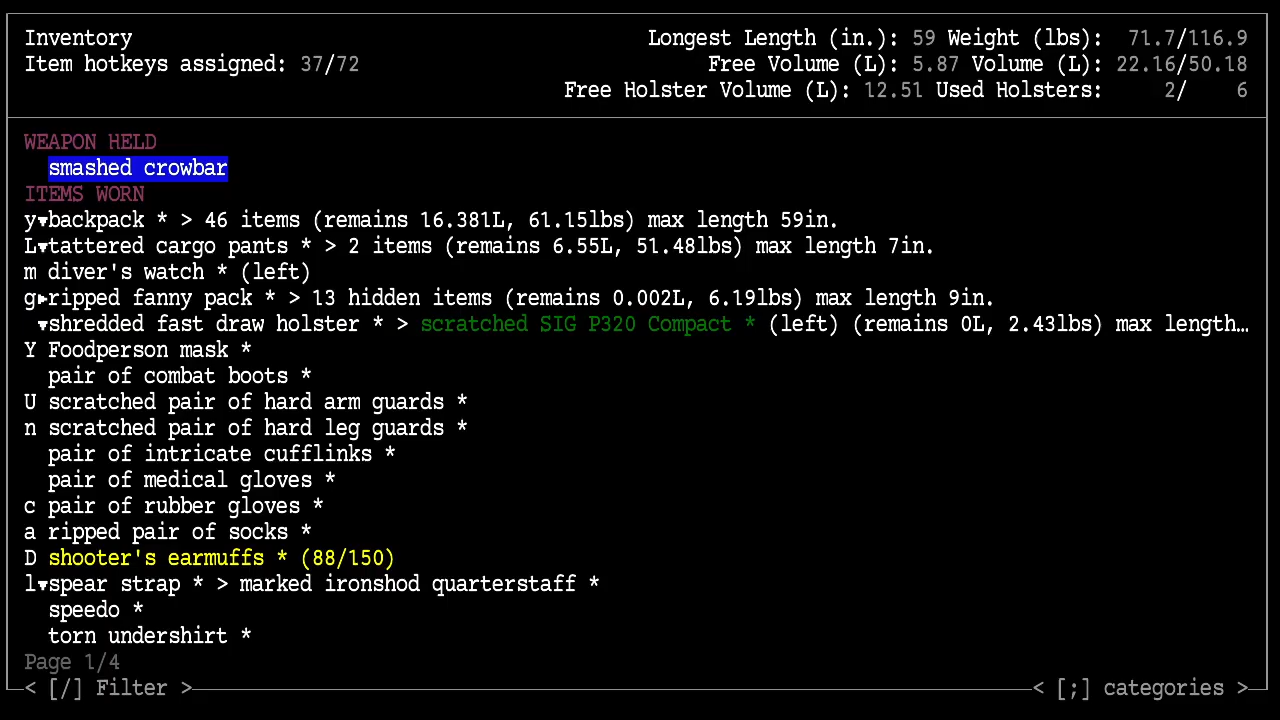 Inventory Longest Length (in.): 59 Weight (lbs): 71.7/116.9
Item hotkeys assigned: 37/72 Free Volume (L): 5.87 Volume (L): 22.16/50.18
Free Holster Volume (L): 12.51 Used Holsters: 2/ 6
WEAPON HELD
smashed crowbar
ITEMS WORN
y▾backpack * > 46 items (remains 16.381L, 61.15lbs) max length 59in.
L▾tattered cargo pants * > 2 items (remains 6.55L, 51.48lbs) max length 7in.
m diver's watch * (left)
g▸ripped fanny pack * > 13 hidden items (remains 0.002L, 6.19lbs) max length 9in.
▾shredded fast draw holster * > scratched SIG P320 Compact * (left) (remains 0L, 2.43lbs) max length…
Y Foodperson mask *
pair of combat boots *
U scratched pair of hard arm guards *
n scratched pair of hard leg guards *
pair of intricate cufflinks *
pair of medical gloves *
c pair of rubber gloves *
a ripped pair of socks *
D shooter's earmuffs * (88/150)
l▾spear strap * > marked ironshod quarterstaff *
speedo *
torn undershirt *
Page 1/4
< [/] Filter > < [;] categories >